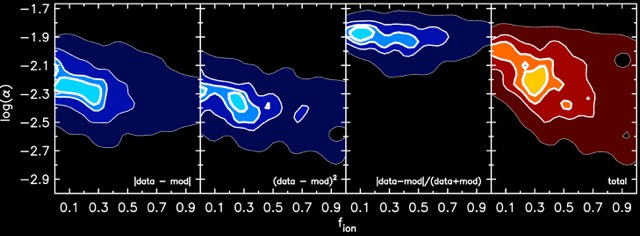 −1.7
−1.9
−2.1
−2.3
−2.5
−2.7
−2.9
log(α)
|data − mod|
(data − mod)²
|data−mod|/(data+mod)
total
0.1 0.3 0.5 0.7 0.9 0.1 0.3 0.5 0.7 0.9 0.1 0.3 0.5 0.7 0.9 0.1 0.3 0.5 0.7 0.9
f_ion